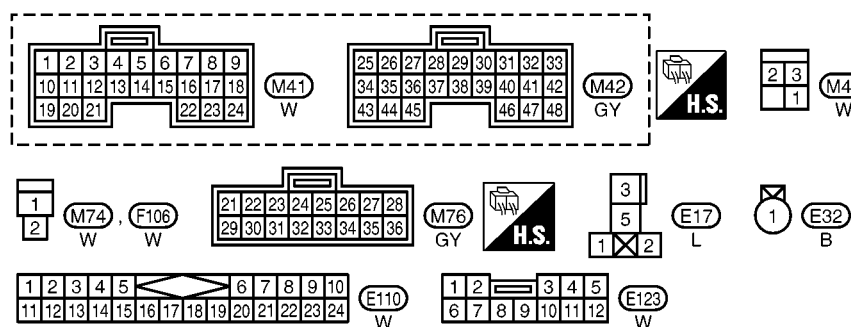 1 2 3 4 5 6 7 8 9
10 11 12 13 14 15 16 17 18
19 20 21 22 23 24
M41
W
25 26 27 28 29 30 31 32 33
34 35 36 37 38 39 40 41 42
43 44 45 46 47 48
M42
GY
H.S.
2 3
1
W
1
2
M74 , F106
W W
21 22 23 24 25 26 27 28
29 30 31 32 33 34 35 36
M76
GY
H.S.
3
5
1 2
E17
L
1
E32
B
1 2 3 4 5 6 7 8 9 10
11 12 13 14 15 16 17 18 19 20 21 22 23 24
E110
W
1 2 3 4 5
6 7 8 9 10 11 12
E123
W